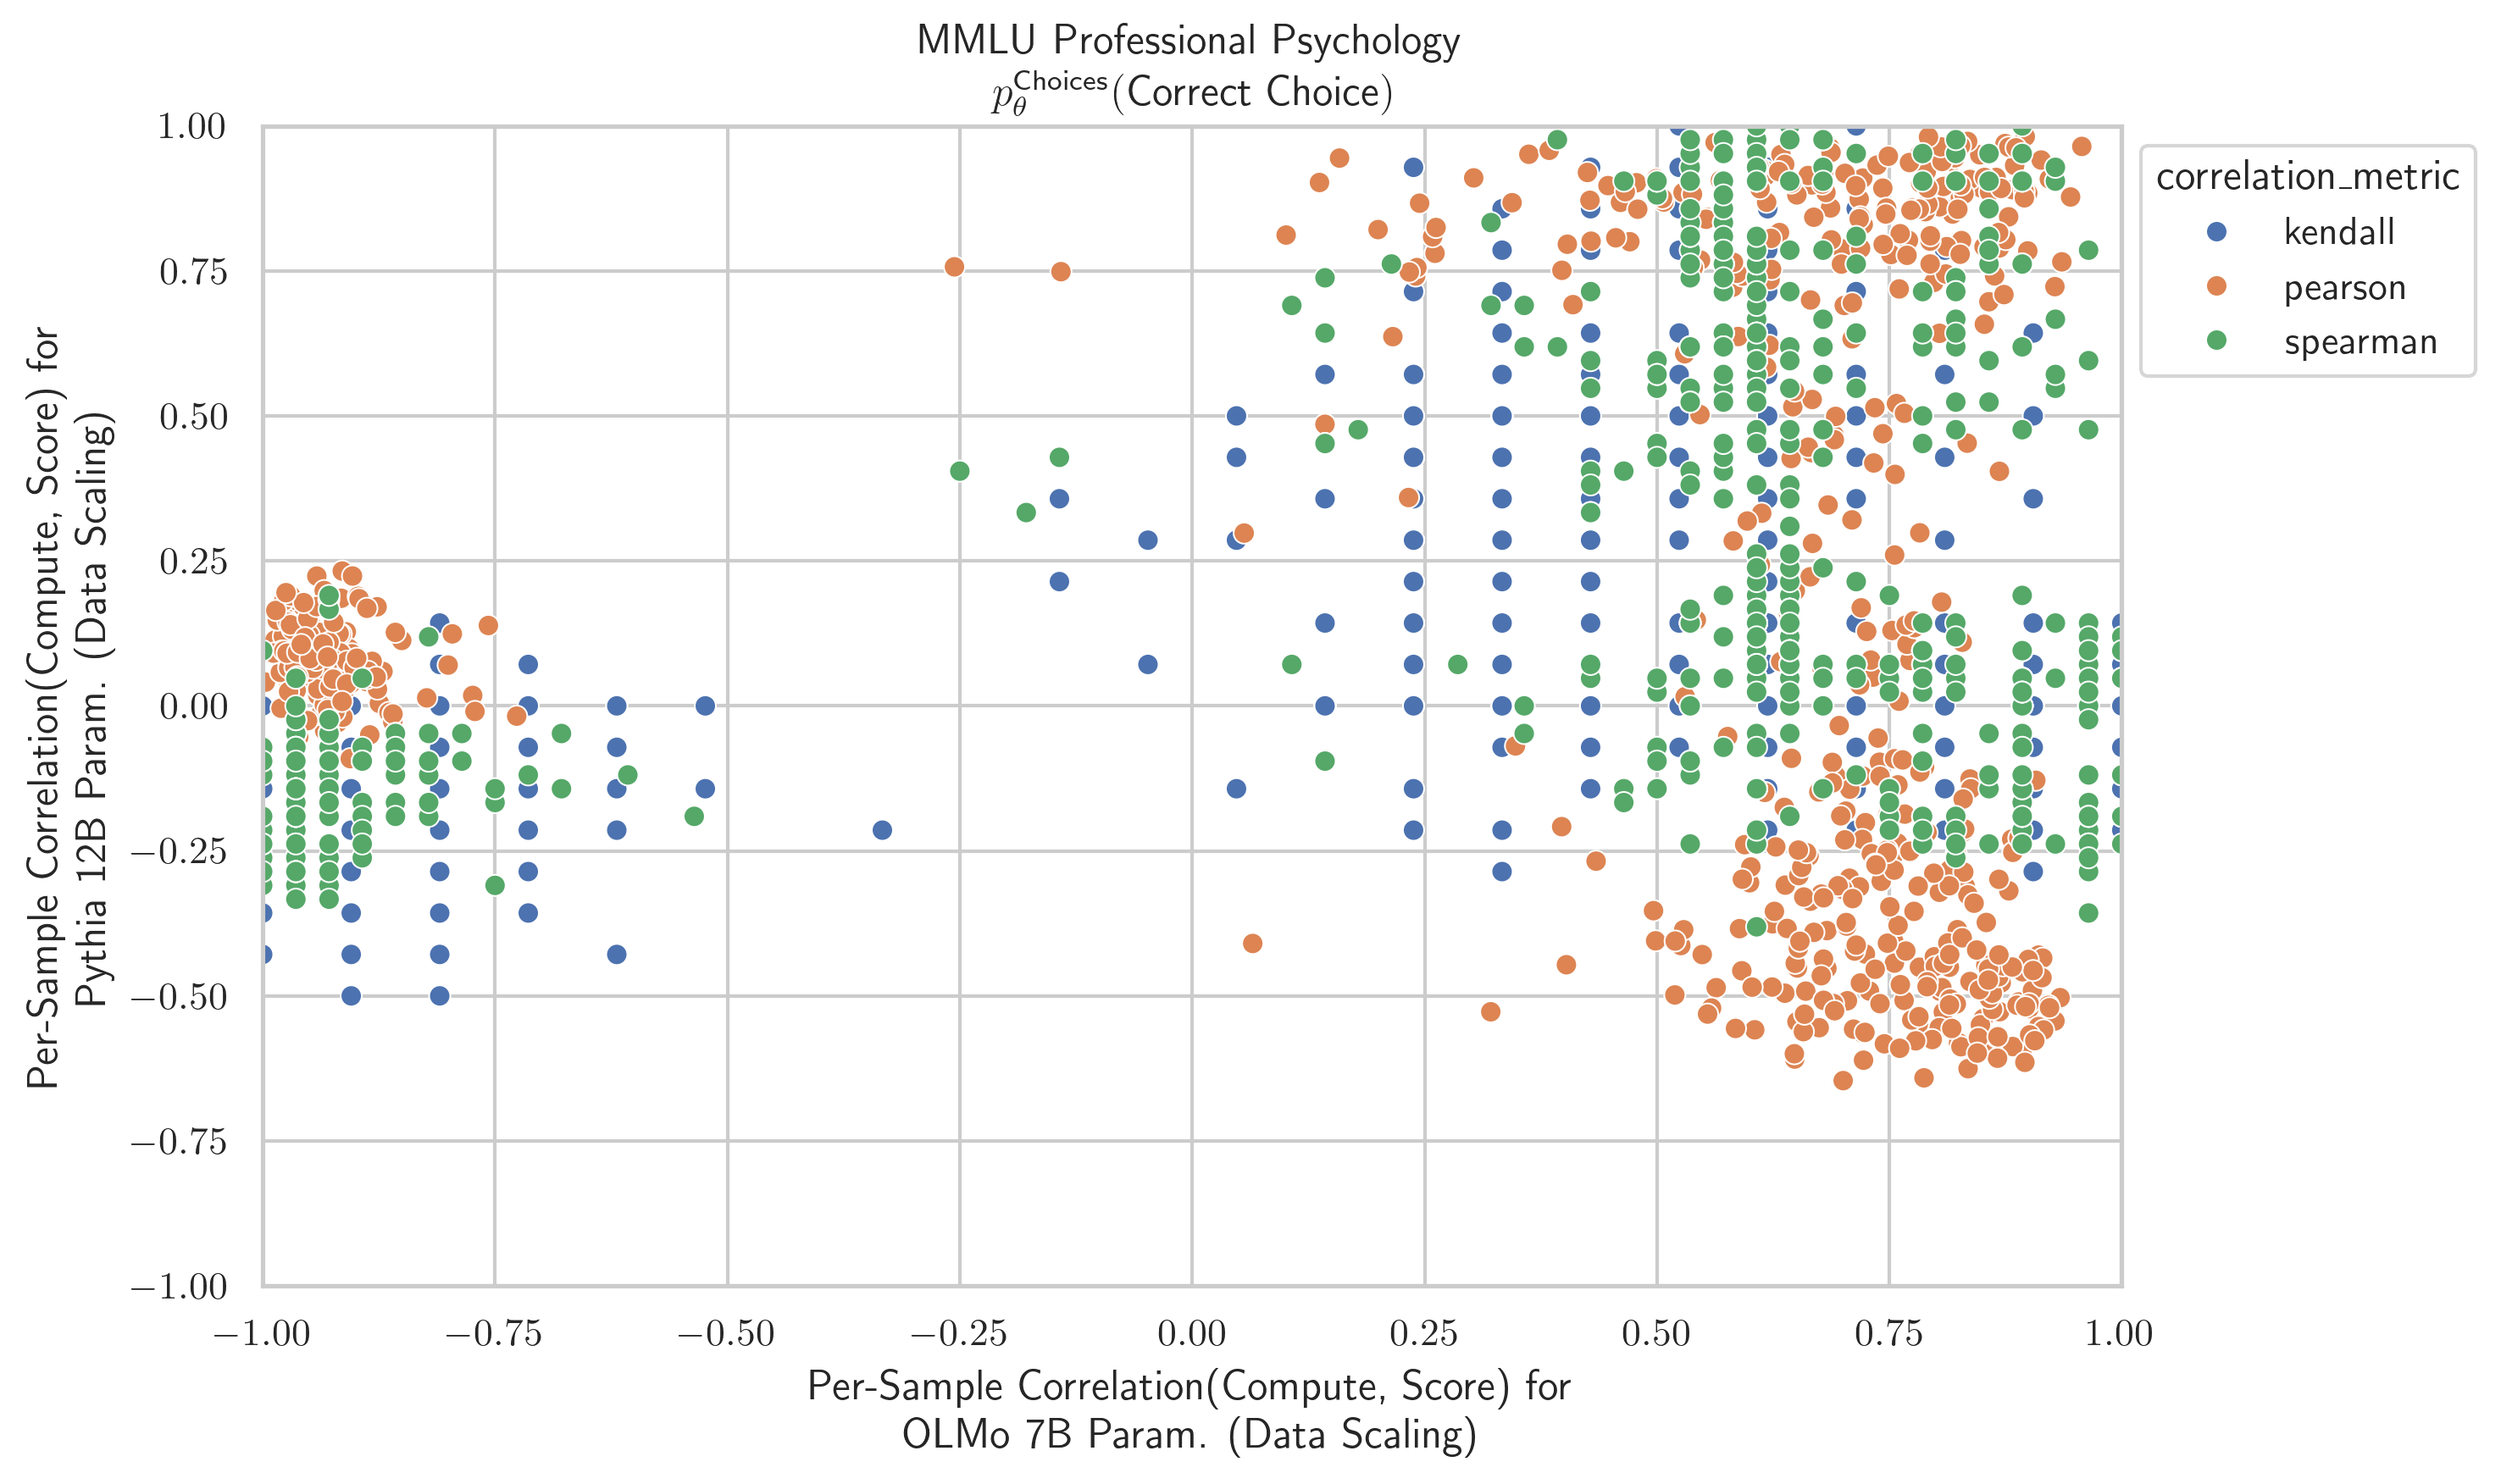 MMLU Professional Psychology
p_θ^Choices(Correct Choice)
1.00
0.75
0.50
0.25
0.00
−0.25
−0.50
−0.75
−1.00
Per-Sample Correlation(Compute, Score) for
Pythia 12B Param. (Data Scaling)
−1.00
−0.75
−0.50
−0.25
0.00
0.25
0.50
0.75
1.00
Per-Sample Correlation(Compute, Score) for
OLMo 7B Param. (Data Scaling)
correlation_metric
kendall
pearson
spearman